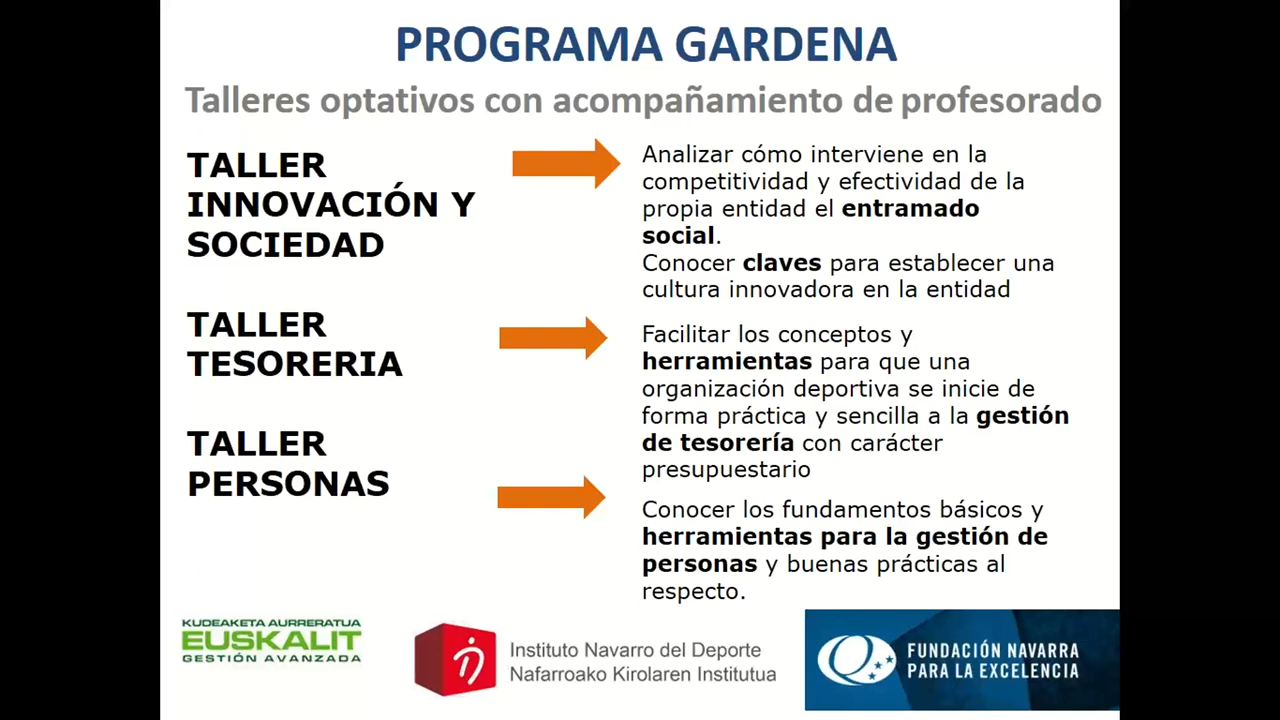 PROGRAMA GARDENA
Talleres optativos con acompañamiento de profesorado
TALLER
INNOVACIÓN Y
SOCIEDAD
Analizar cómo interviene en la
competitividad y efectividad de la
propia entidad el entramado
social.
Conocer claves para establecer una
cultura innovadora en la entidad
TALLER
TESORERIA
Facilitar los conceptos y
herramientas para que una
organización deportiva se inicie de
forma práctica y sencilla a la gestión
de tesorería con carácter
presupuestario
TALLER
PERSONAS
Conocer los fundamentos básicos y
herramientas para la gestión de
personas y buenas prácticas al
respecto.
KUDEAKETA AURRERATUA
EUSKALIT
GESTIÓN AVANZADA
Instituto Navarro del Deporte
Nafarroako Kirolaren Institutua
FUNDACIÓN NAVARRA
PARA LA EXCELENCIA